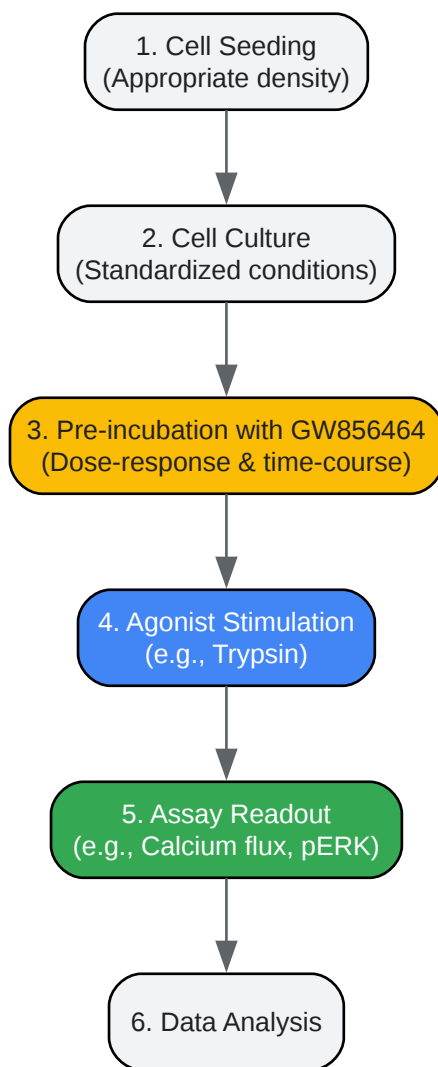 1. Cell Seeding
(Appropriate density)
2. Cell Culture
(Standardized conditions)
3. Pre-incubation with GW856464
(Dose-response & time-course)
4. Agonist Stimulation
(e.g., Trypsin)
5. Assay Readout
(e.g., Calcium flux, pERK)
6. Data Analysis